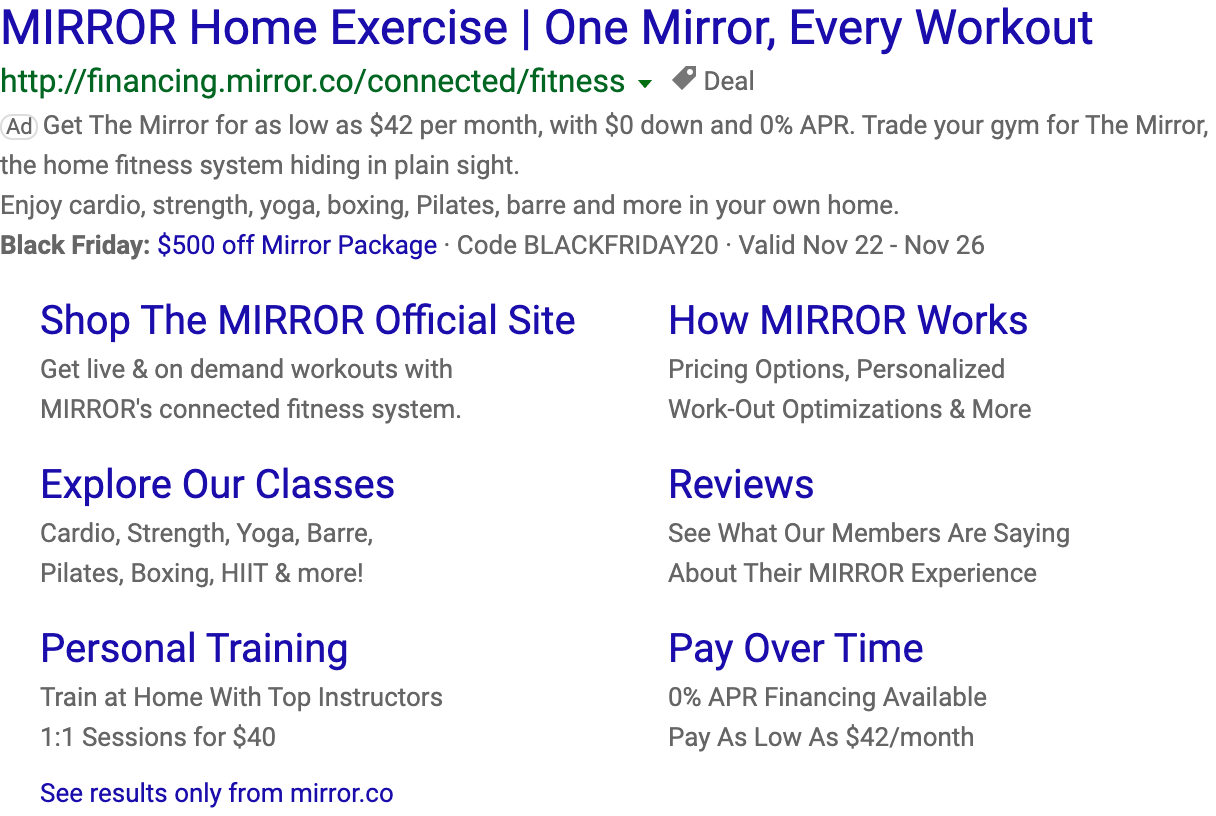 MIRROR Home Exercise | One Mirror, Every Workout
http://financing.mirror.co/connected/fitness Deal
Ad Get The Mirror for as low as $42 per month, with $0 down and 0% APR. Trade your gym for The Mirror,
the home fitness system hiding in plain sight.
Enjoy cardio, strength, yoga, boxing, Pilates, barre and more in your own home.
Black Friday: $500 off Mirror Package · Code BLACKFRIDAY20 · Valid Nov 22 - Nov 26
Shop The MIRROR Official Site
Get live & on demand workouts with
MIRROR's connected fitness system.
How MIRROR Works
Pricing Options, Personalized
Work-Out Optimizations & More
Explore Our Classes
Cardio, Strength, Yoga, Barre,
Pilates, Boxing, HIIT & more!
Reviews
See What Our Members Are Saying
About Their MIRROR Experience
Personal Training
Train at Home With Top Instructors
1:1 Sessions for $40
Pay Over Time
0% APR Financing Available
Pay As Low As $42/month
See results only from mirror.co